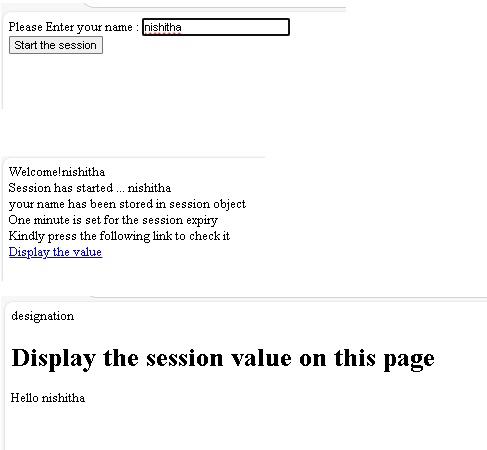 Please Enter your name : nishitha
Start the session
Welcome!nishitha
Session has started ... nishitha
your name has been stored in session object
One minute is set for the session expiry
Kindly press the following link to check it
Display the value
designation
Display the session value on this page
Hello nishitha